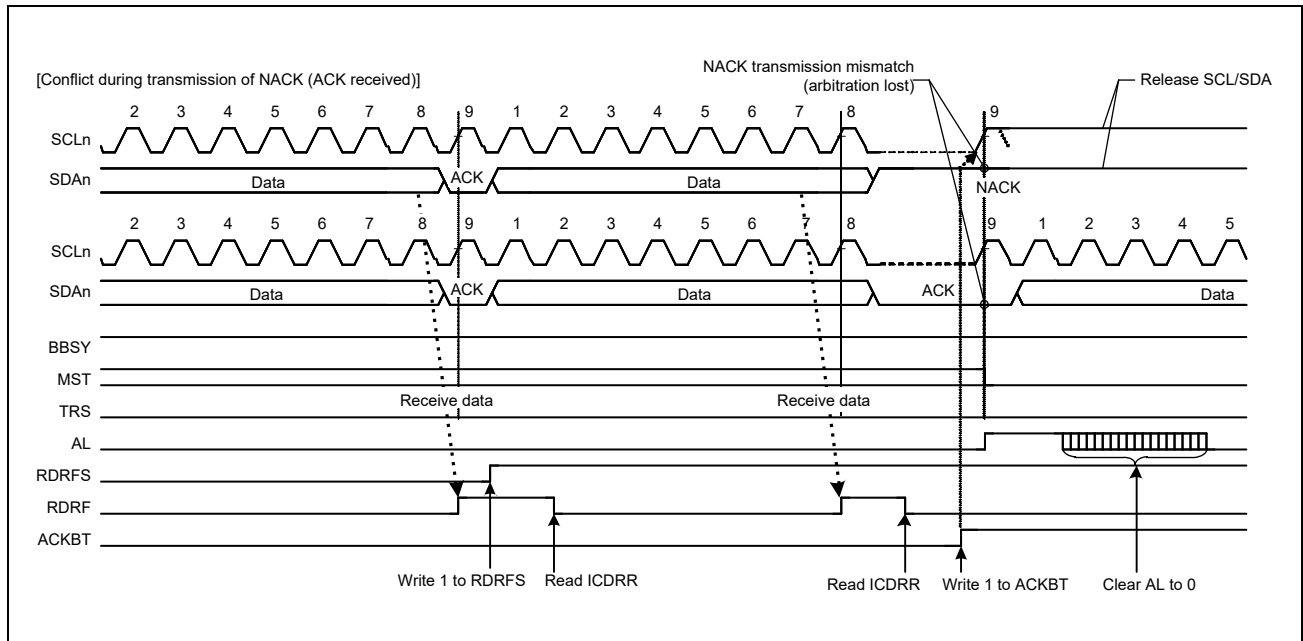 [Conflict during transmission of NACK (ACK received)]
NACK transmission mismatch
(arbitration lost)
Release SCL/SDA
2 3 4 5 6 7 8 9 1 2 3 4 5 6 7 8 9
SCLn
SDAn Data ACK Data NACK
2 3 4 5 6 7 8 9 1 2 3 4 5 6 7 8 9 1 2 3 4 5
SCLn
SDAn Data ACK Data ACK Data
BBSY
MST
Receive data Receive data
TRS
AL
RDRFS
RDRF
ACKBT
Write 1 to RDRFS Read ICDRR Read ICDRR Write 1 to ACKBT Clear AL to 0